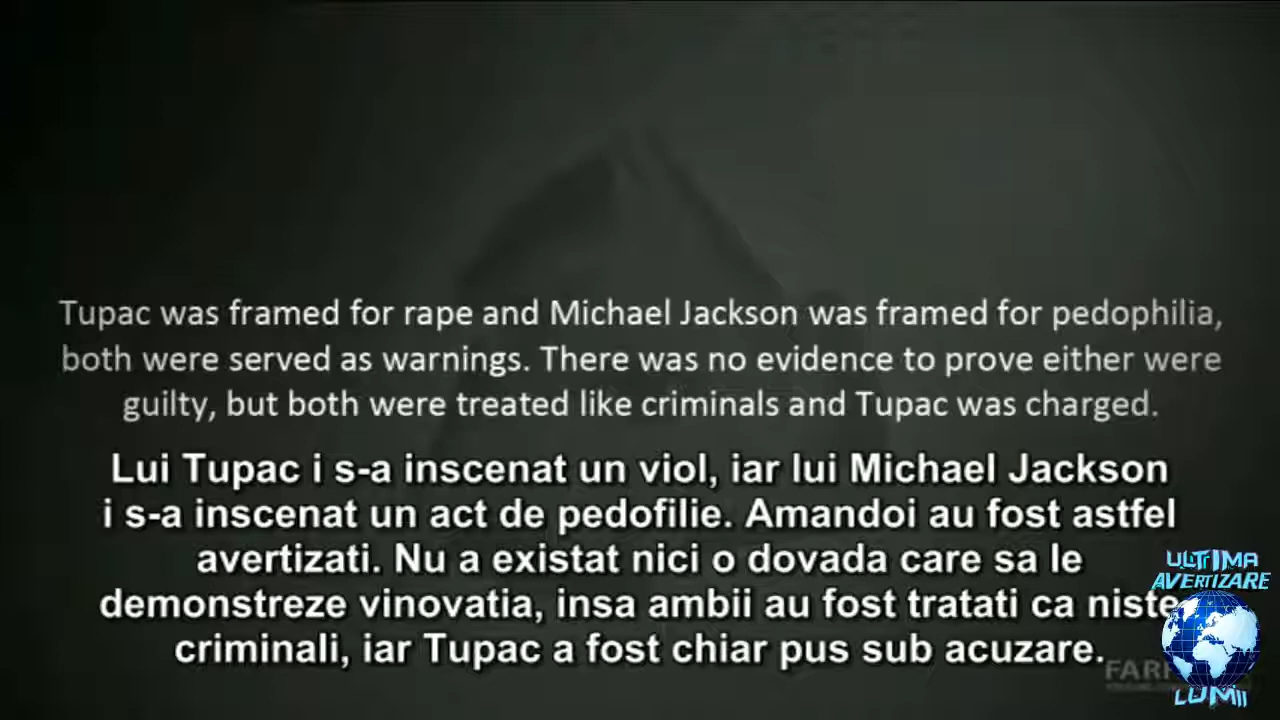 Tupac was framed for rape and Michael Jackson was framed for pedophilia,
both were served as warnings. There was no evidence to prove either were
guilty, but both were treated like criminals and Tupac was charged.
Lui Tupac i s-a inscenat un viol, iar lui Michael Jackson
i s-a inscenat un act de pedofilie. Amandoi au fost astfel
avertizati. Nu a existat nici o dovada care sa le
demonstreze vinovatia, insa ambii au fost tratati ca niste
criminali, iar Tupac a fost chiar pus sub acuzare.
ULTIMA
AVERTIZARE
LUMII